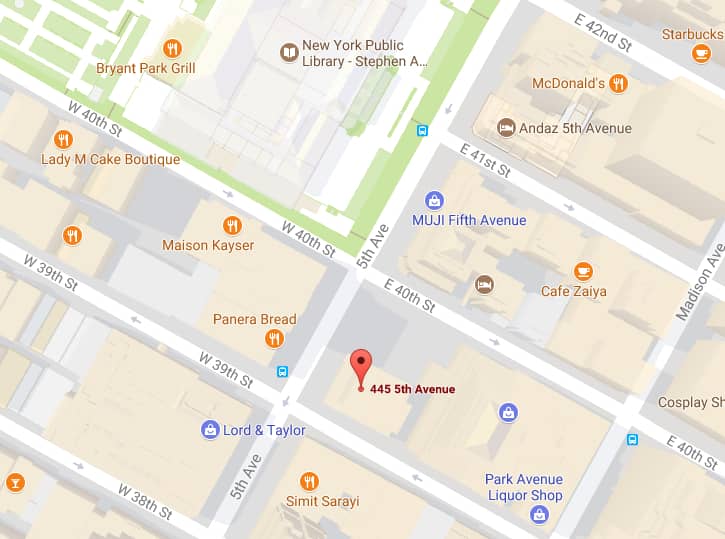 E 42nd St
Starbucks
New York Public
Library - Stephen A...
Bryant Park Grill
McDonald's
W 40th St
Andaz 5th Avenue
Lady M Cake Boutique
E 41st St
MUJI Fifth Avenue
Maison Kayser
W 40th St
5th Ave
W 39th St
E 40th St
Cafe Zaiya
Madison Ave
Panera Bread
W 39th St
445 5th Avenue
Cosplay Sh
Lord & Taylor
E 40th St
5th Ave
W 38th St
Simit Sarayi
Park Avenue
Liquor Shop